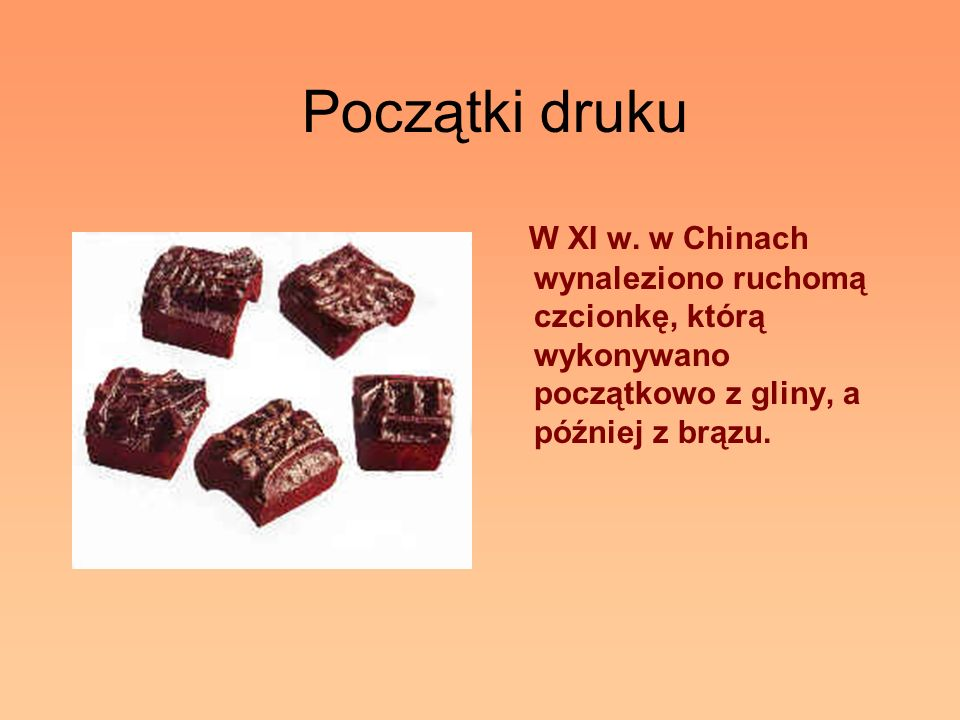 Początki druku
W XI w. w Chinach
wynaleziono ruchomą
czcionkę, którą
wykonywano
początkowo z gliny, a
później z brązu.